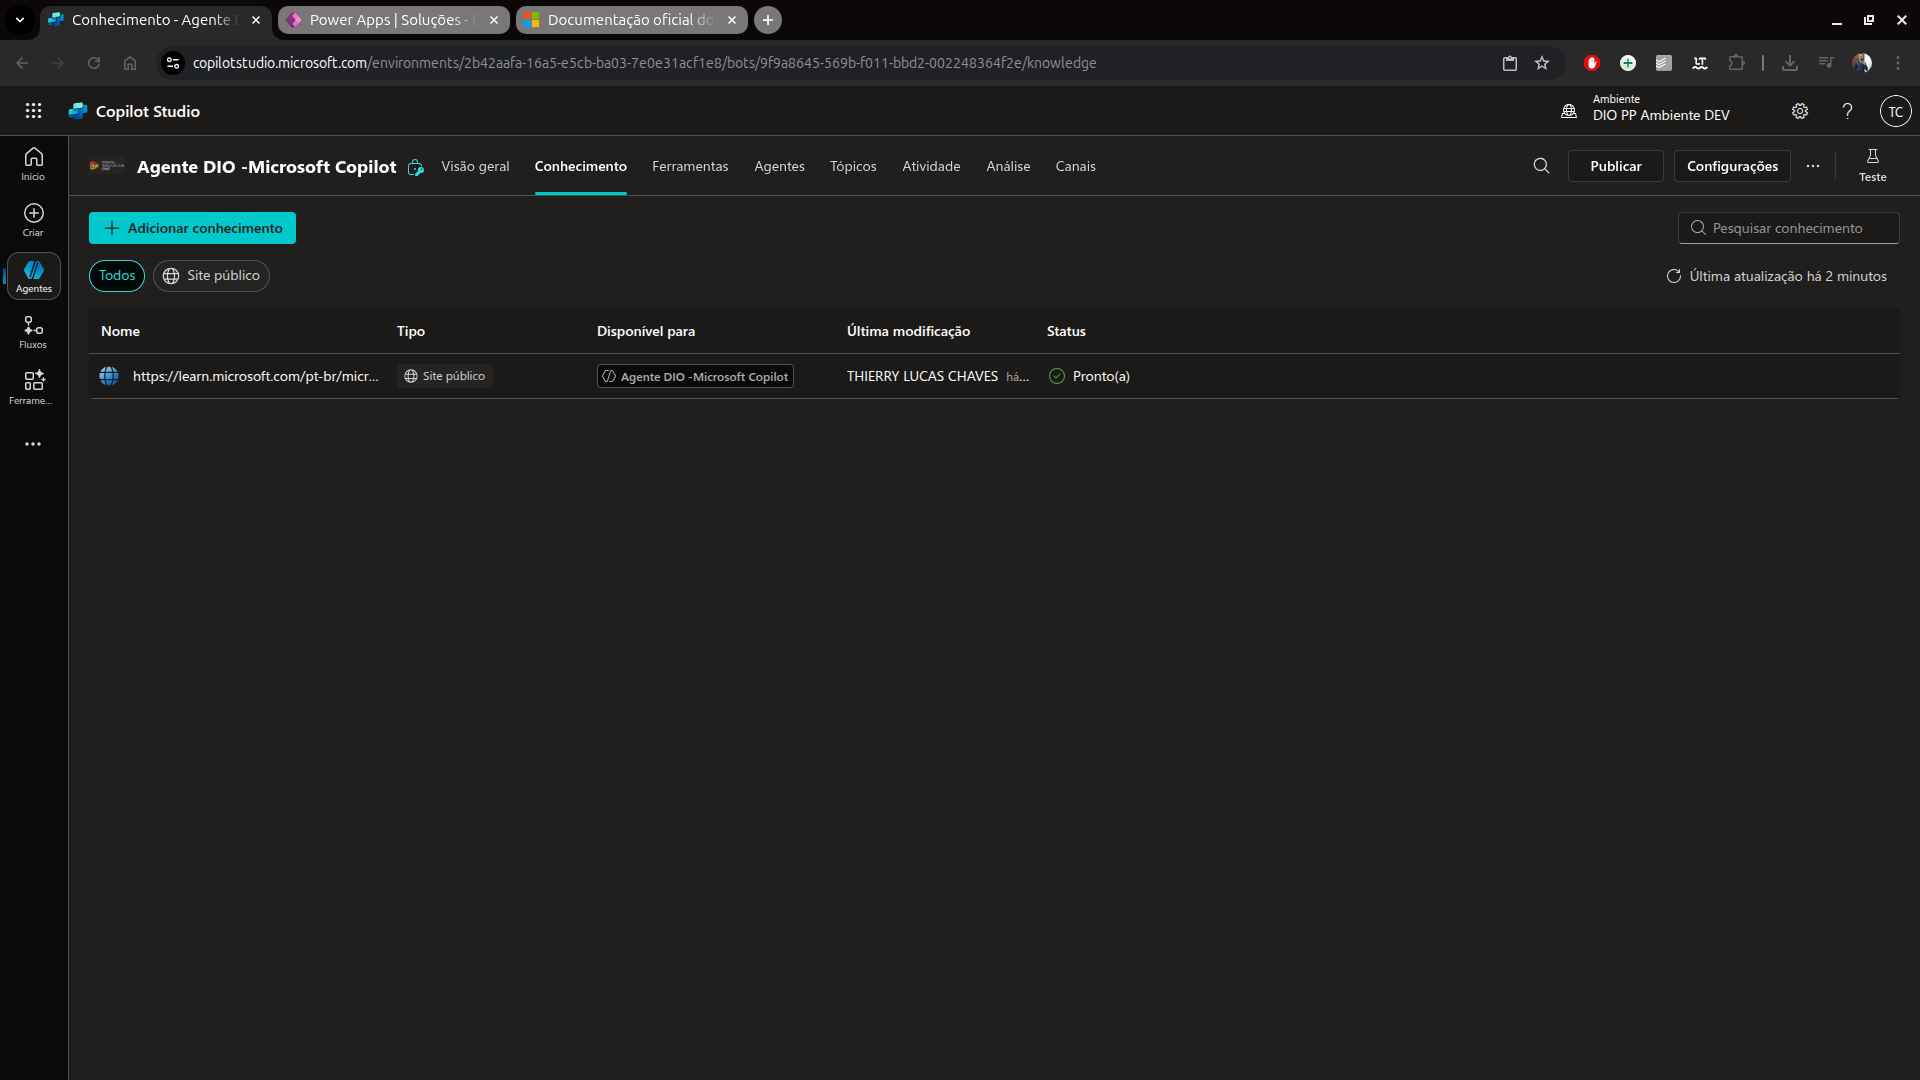 Conhecimento - Agente D
Power Apps | Soluções - D
Documentação oficial do
copilotstudio.microsoft.com/environments/2b42aafa-16a5-e5cb-ba03-7e0e31acf1e8/bots/9f9a8645-569b-f011-bbd2-002248364f2e/knowledge
Copilot Studio
Ambiente
DIO PP Ambiente DEV
TC
Início
Criar
Agentes
Fluxos
Ferrame...
Agente DIO -Microsoft Copilot
Visão geral
Conhecimento
Ferramentas
Agentes
Tópicos
Atividade
Análise
Canais
Publicar
Configurações
Teste
Adicionar conhecimento
Pesquisar conhecimento
Todos
Site público
Última atualização há 2 minutos
Nome Tipo Disponível para Última modificação Status
https://learn.microsoft.com/pt-br/micr... Site público Agente DIO -Microsoft Copilot THIERRY LUCAS CHAVES há... Pronto(a)